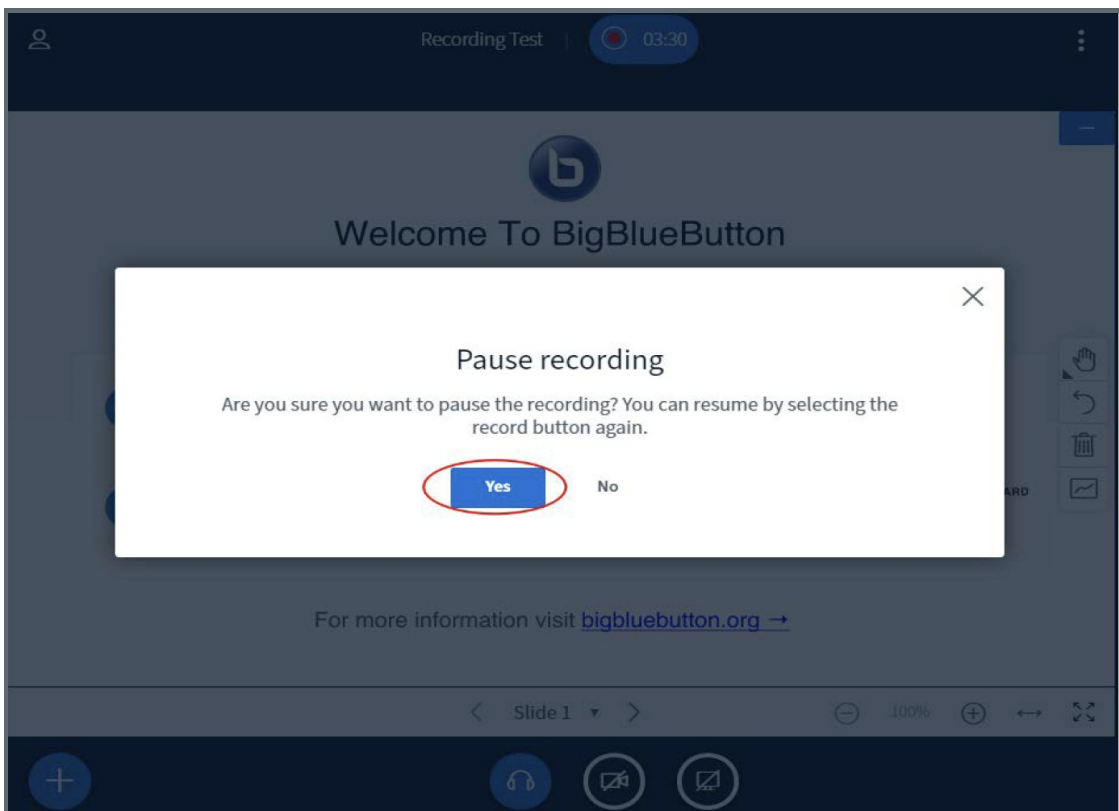 Recording Test
03:30
Welcome To BigBlueButton
Pause recording
Are you sure you want to pause the recording? You can resume by selecting the
record button again.
Yes No
ARD
For more information visit bigbluebutton.org →
Slide 1
100%